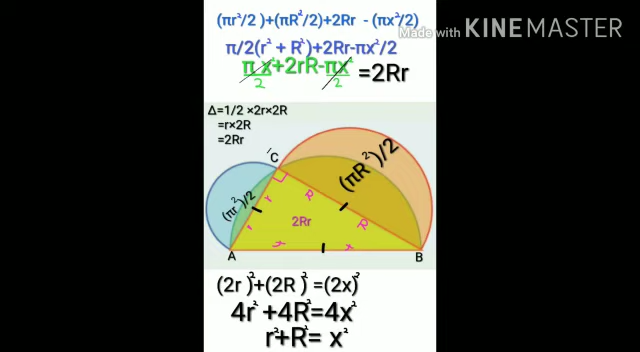 (πr²/2 )+(πR²/2)+2Rr - (πx²/2)
Made with KINEMASTER
π/2(r² + R²)+2Rr-πx²/2
π x²/2+2rR-πx²/2 =2Rr
Δ=1/2 ×2r×2R
=r×2R
=2Rr
C
(πr²)/2
(πR²)/2
r
R
r
2Rr
R
x
x
A
B
(2r )²+(2R )²=(2x)²
4r²+4R²=4x²
r²+R²= x²